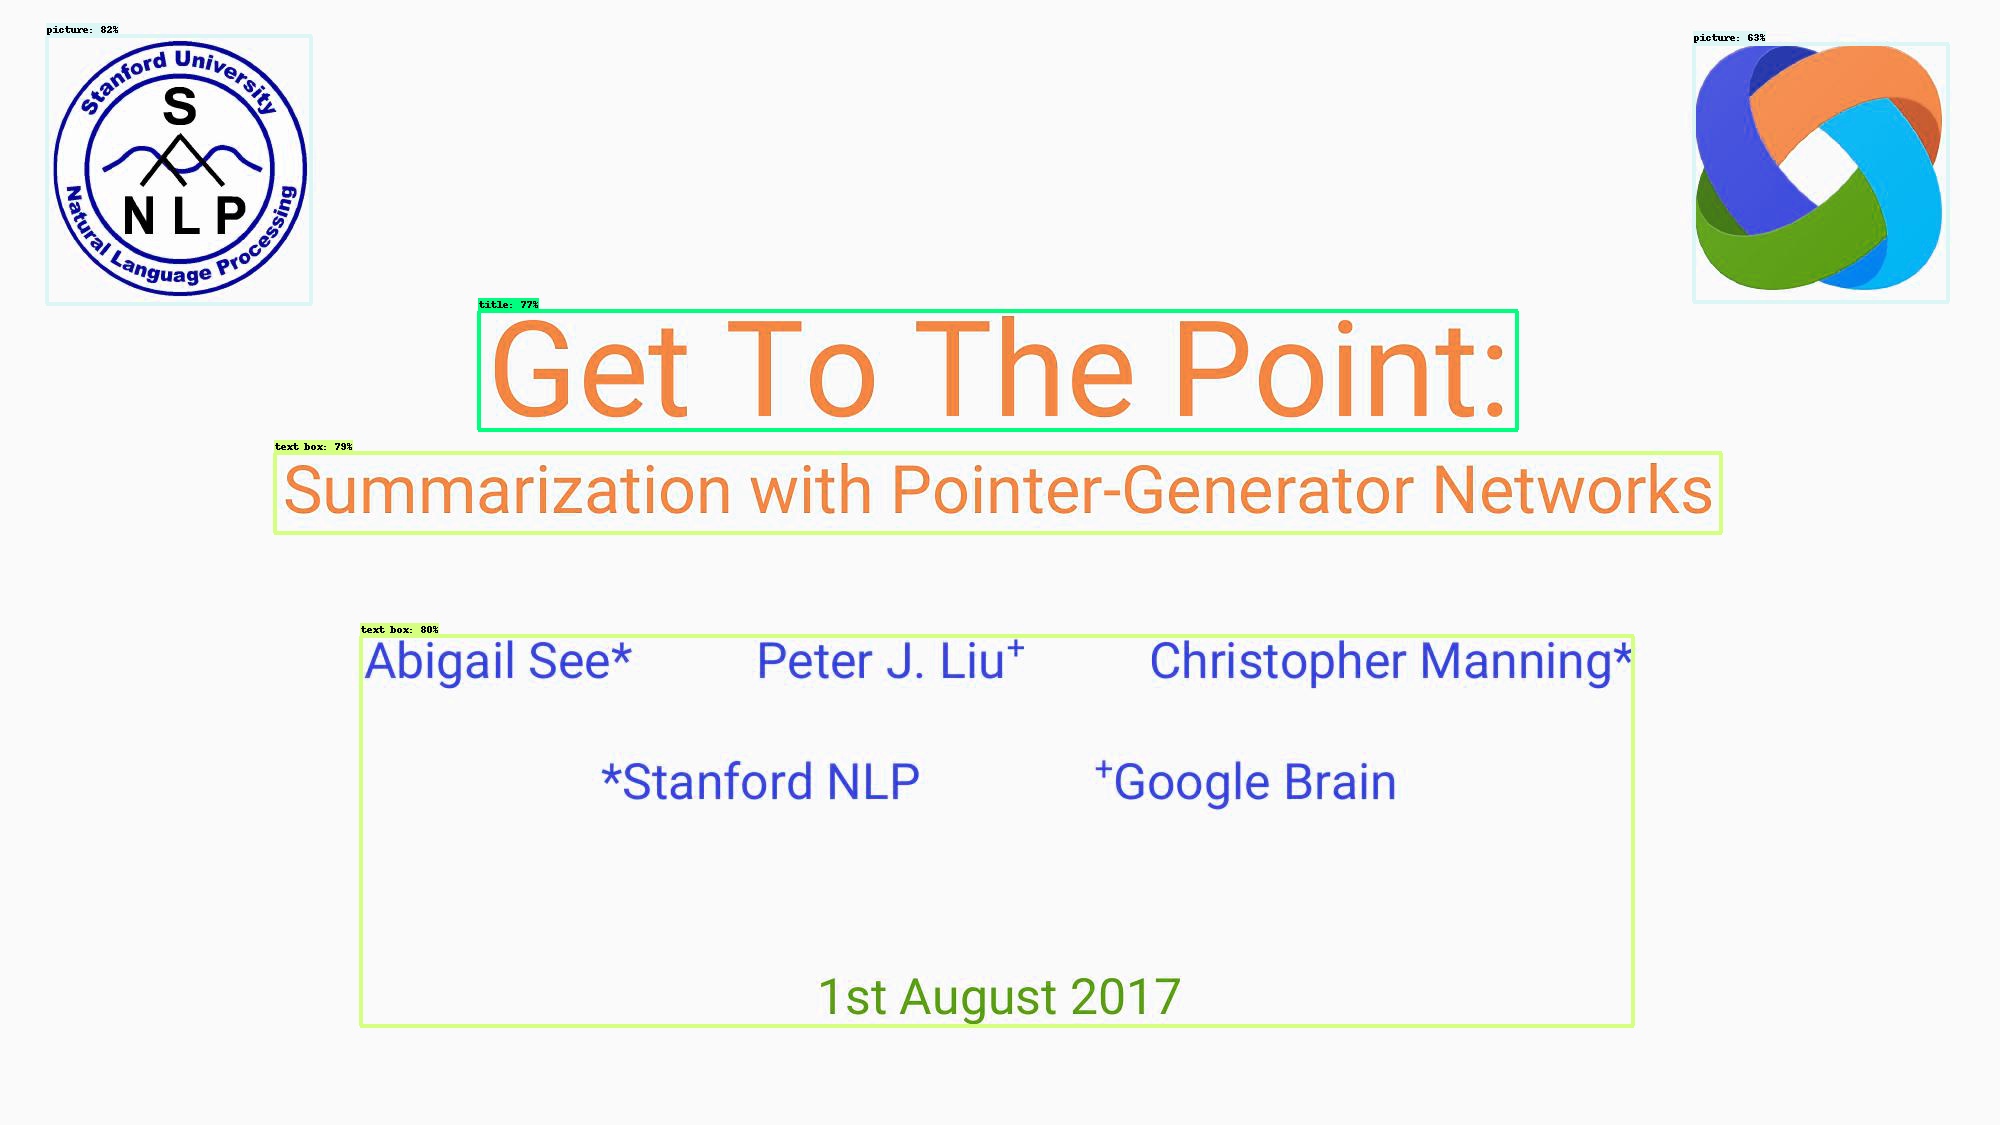 picture: 82%
picture: 63%
Stanford University
S
N L P
Natural Language Processing
title: 77%
Get To The Point:
text box: 79%
Summarization with Pointer-Generator Networks
text box: 80%
Abigail See* Peter J. Liu+ Christopher Manning*
*Stanford NLP +Google Brain
1st August 2017